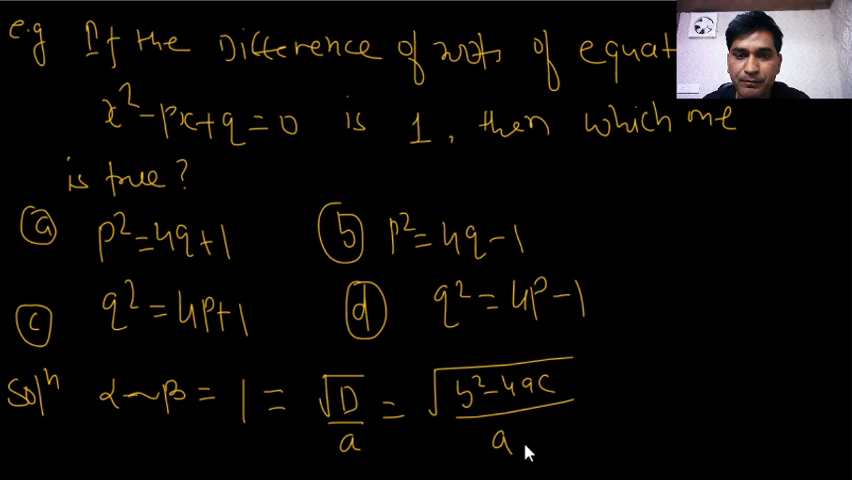 e.g If the Difference of roots of equat
x²-px+q=0 is 1, then which one
is true?
(a) p²=4q+1 (b) p²=4q-1
(c) q²=4p+1 (d) q²=4p-1
Solⁿ α~β = 1 = √D/a = √(b²-4ac)/a